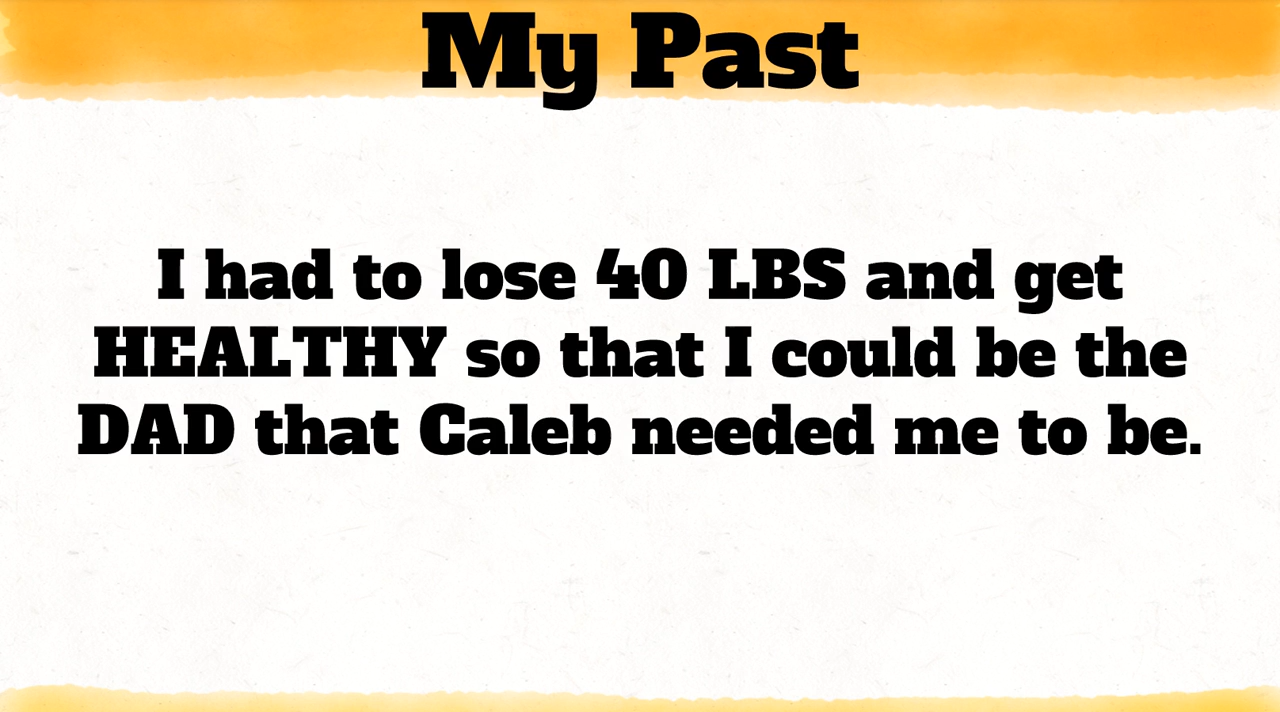 My Past
I had to lose 40 LBS and get
HEALTHY so that I could be the
DAD that Caleb needed me to be.